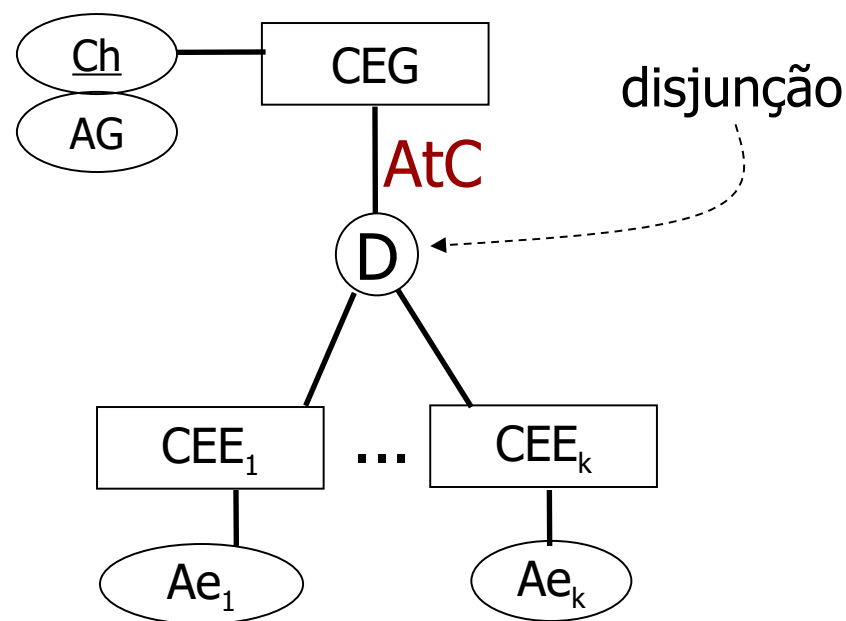 Ch
CEG
disjunção
AG
AtC
D
CEE₁
...
CEEₖ
Ae₁
Aeₖ